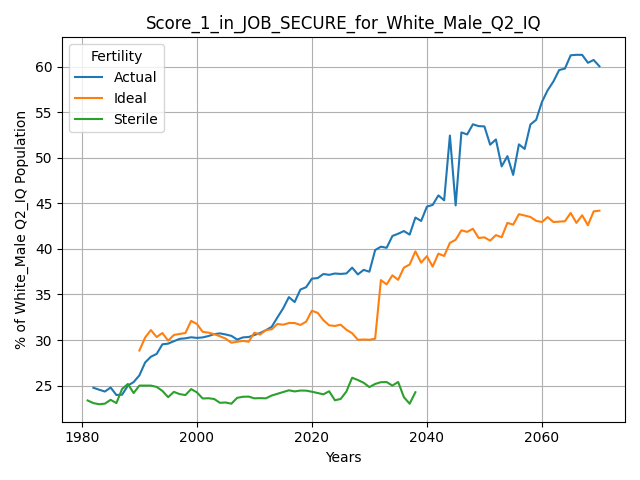 Score_1_in_JOB_SECURE_for_White_Male_Q2_IQ
Fertility
Actual
Ideal
Sterile
% of White_Male Q2_IQ Population
60
55
50
45
40
35
30
25
1980
2000
2020
2040
2060
Years